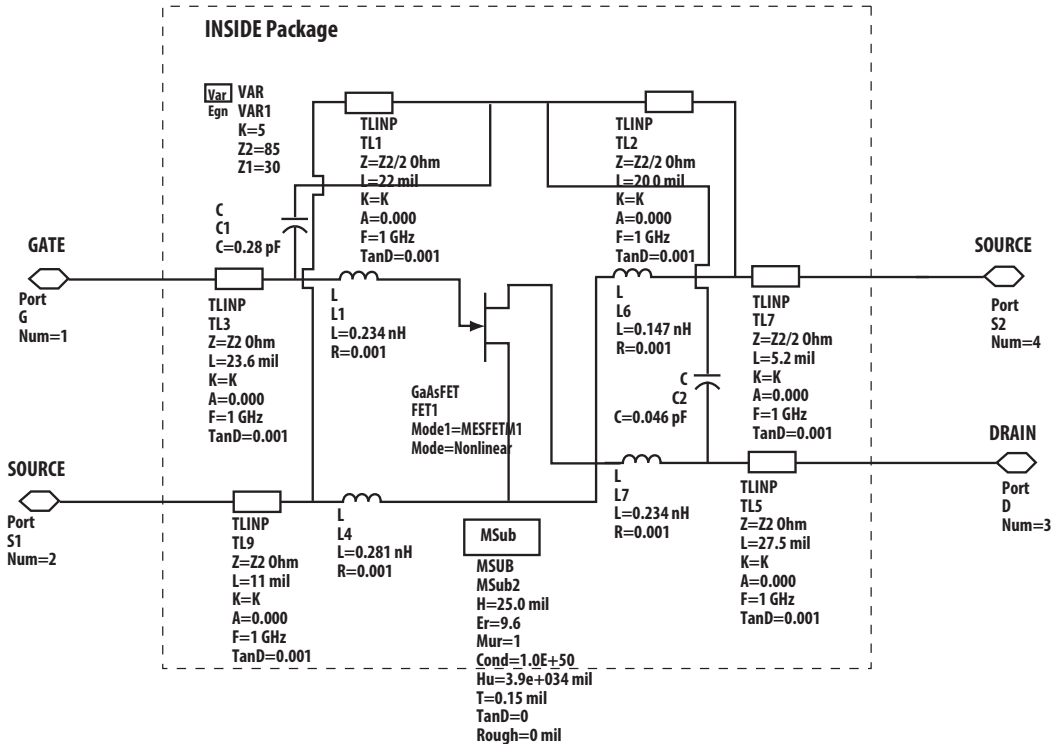 INSIDE Package
Var
Egn
VAR
VAR1
K=5
Z2=85
Z1=30
TLINP
TL1
Z=Z2/2 Ohm
L=22 mil
K=K
A=0.000
F=1 GHz
TanD=0.001
TLINP
TL2
Z=Z2/2 Ohm
L=20 0 mil
K=K
A=0.000
F=1 GHz
TanD=0.001
C
C1
C=0.28 pF
GATE
Port
G
Num=1
TLINP
TL3
Z=Z2 Ohm
L=23.6 mil
K=K
A=0.000
F=1 GHz
TanD=0.001
L
L1
L=0.234 nH
R=0.001
GaAsFET
FET1
Mode1=MESFETM1
Mode=Nonlinear
L
L6
L=0.147 nH
R=0.001
C
C2
C=0.046 pF
TLINP
TL7
Z=Z2/2 Ohm
L=5.2 mil
K=K
A=0.000
F=1 GHz
TanD=0.001
SOURCE
Port
S2
Num=4
SOURCE
Port
S1
Num=2
TLINP
TL9
Z=Z2 Ohm
L=11 mil
K=K
A=0.000
F=1 GHz
TanD=0.001
L
L4
L=0.281 nH
R=0.001
MSub
MSUB
MSub2
H=25.0 mil
Er=9.6
Mur=1
Cond=1.0E+50
Hu=3.9e+034 mil
T=0.15 mil
TanD=0
Rough=0 mil
L
L7
L=0.234 nH
R=0.001
TLINP
TL5
Z=Z2 Ohm
L=27.5 mil
K=K
A=0.000
F=1 GHz
TanD=0.001
DRAIN
Port
D
Num=3